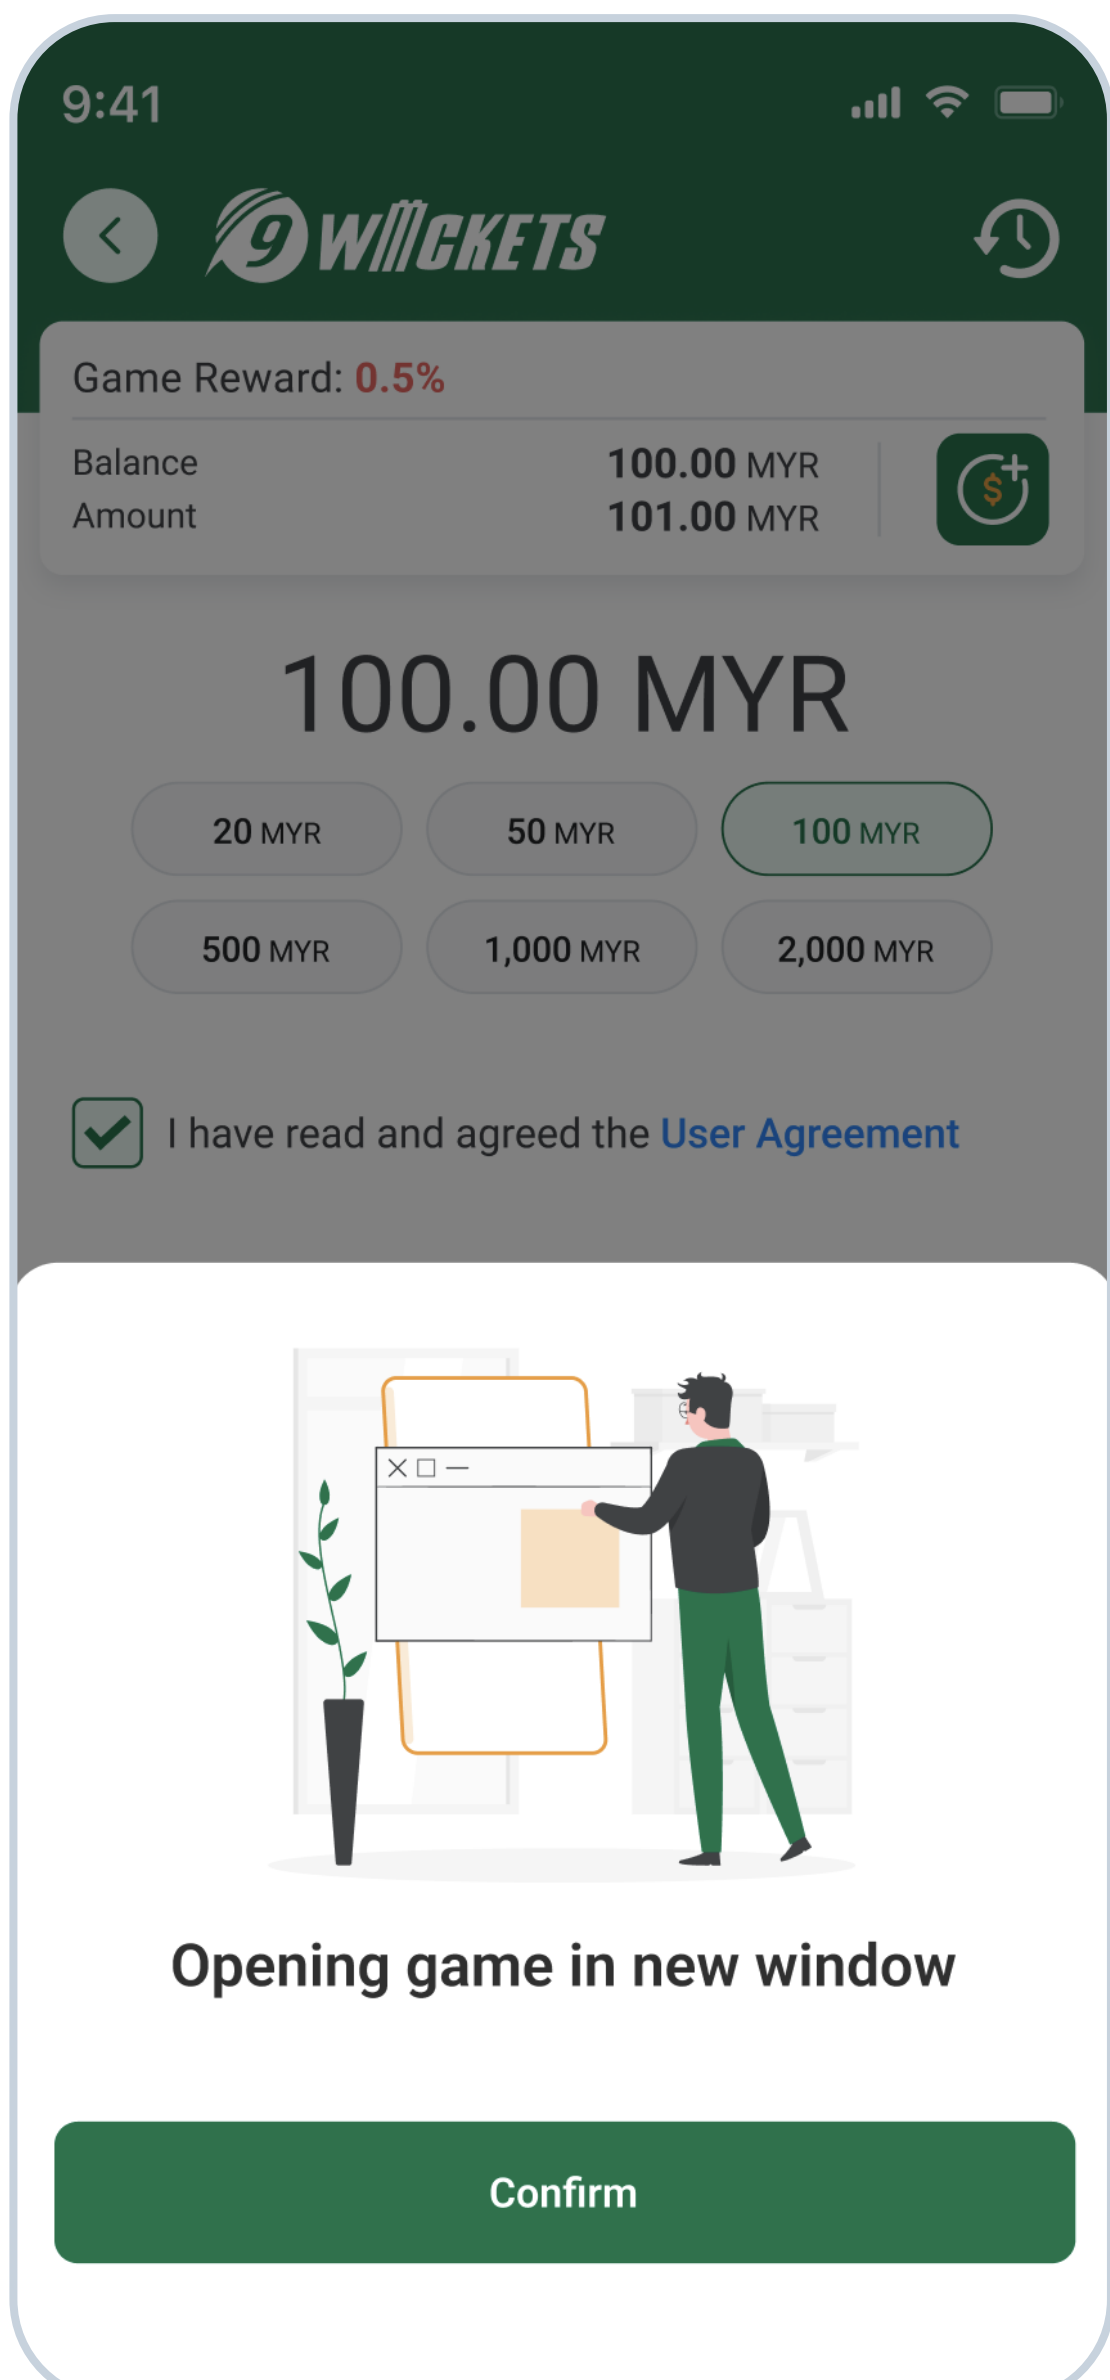 9:41
9 WICKETS
Game Reward: 0.5%
Balance 100.00 MYR
Amount 101.00 MYR
100.00 MYR
20 MYR 50 MYR 100 MYR
500 MYR 1,000 MYR 2,000 MYR
I have read and agreed the User Agreement
Opening game in new window
Confirm